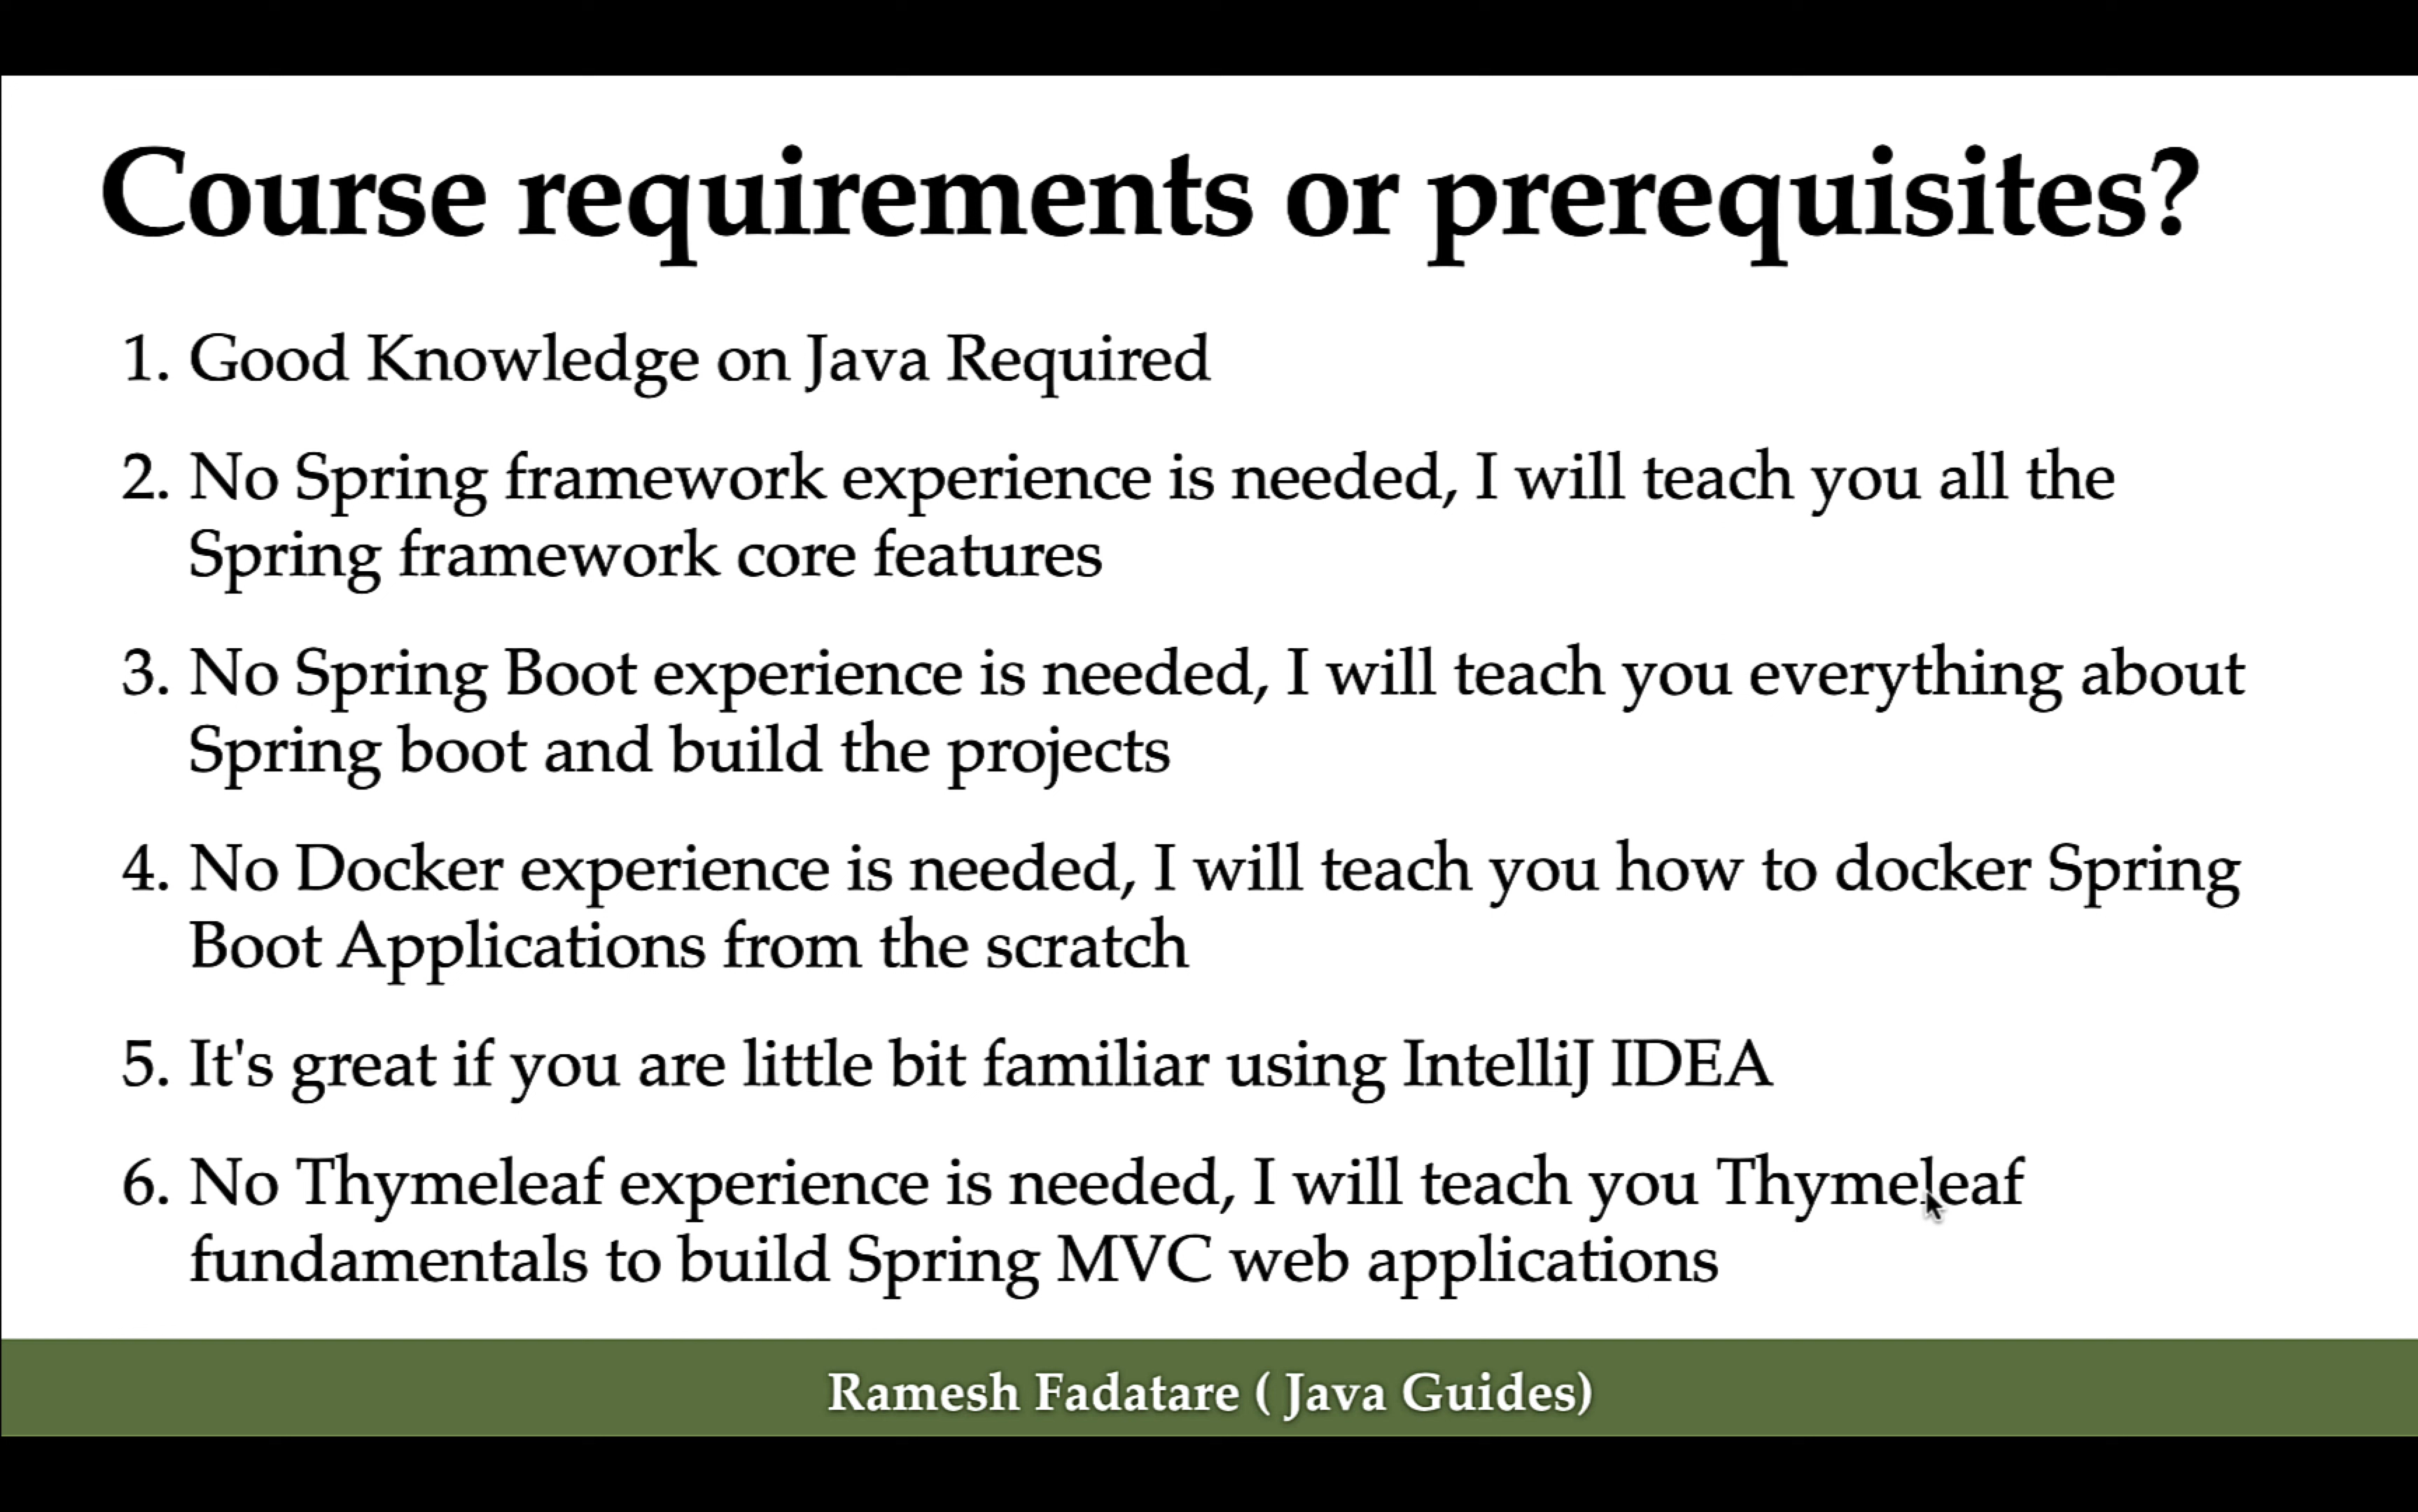 Course requirements or prerequisites?
1. Good Knowledge on Java Required
2. No Spring framework experience is needed, I will teach you all the
Spring framework core features
3. No Spring Boot experience is needed, I will teach you everything about
Spring boot and build the projects
4. No Docker experience is needed, I will teach you how to docker Spring
Boot Applications from the scratch
5. It's great if you are little bit familiar using IntelliJ IDEA
6. No Thymeleaf experience is needed, I will teach you Thymeleaf
fundamentals to build Spring MVC web applications
Ramesh Fadatare ( Java Guides)